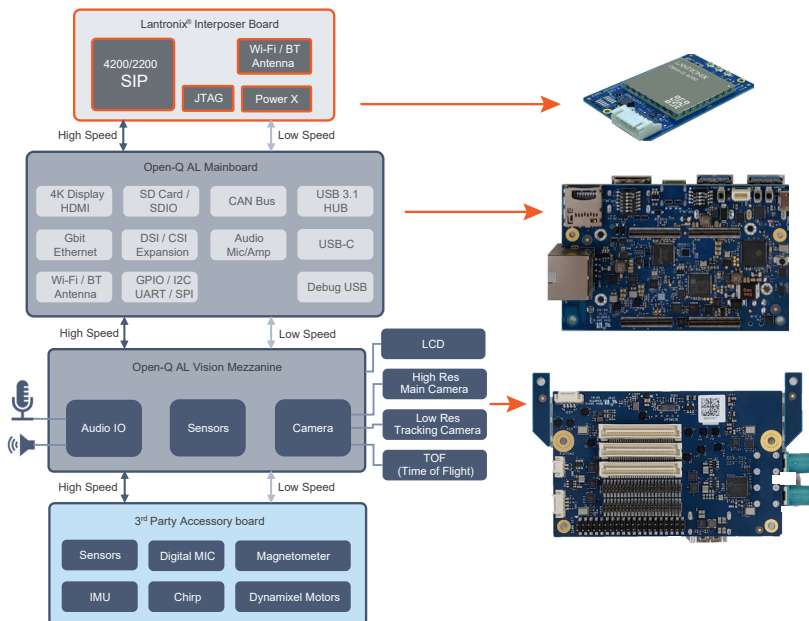 Lantronix® Interposer Board
4200/2200
SIP
Wi-Fi / BT
Antenna
JTAG
Power X
High Speed
Low Speed
Open-Q AL Mainboard
4K Display
HDMI
SD Card /
SDIO
CAN Bus
USB 3.1
HUB
Gbit
Ethernet
DSI / CSI
Expansion
Audio
Mic/Amp
USB-C
Wi-Fi / BT
Antenna
GPIO / I2C
UART / SPI
Debug USB
High Speed
Low Speed
Open-Q AL Vision Mezzanine
Audio IO
Sensors
Camera
LCD
High Res
Main Camera
Low Res
Tracking Camera
TOF
(Time of Flight)
High Speed
Low Speed
3rd Party Accessory board
Sensors
Digital MIC
Magnetometer
IMU
Chirp
Dynamixel Motors
LANTRONIX